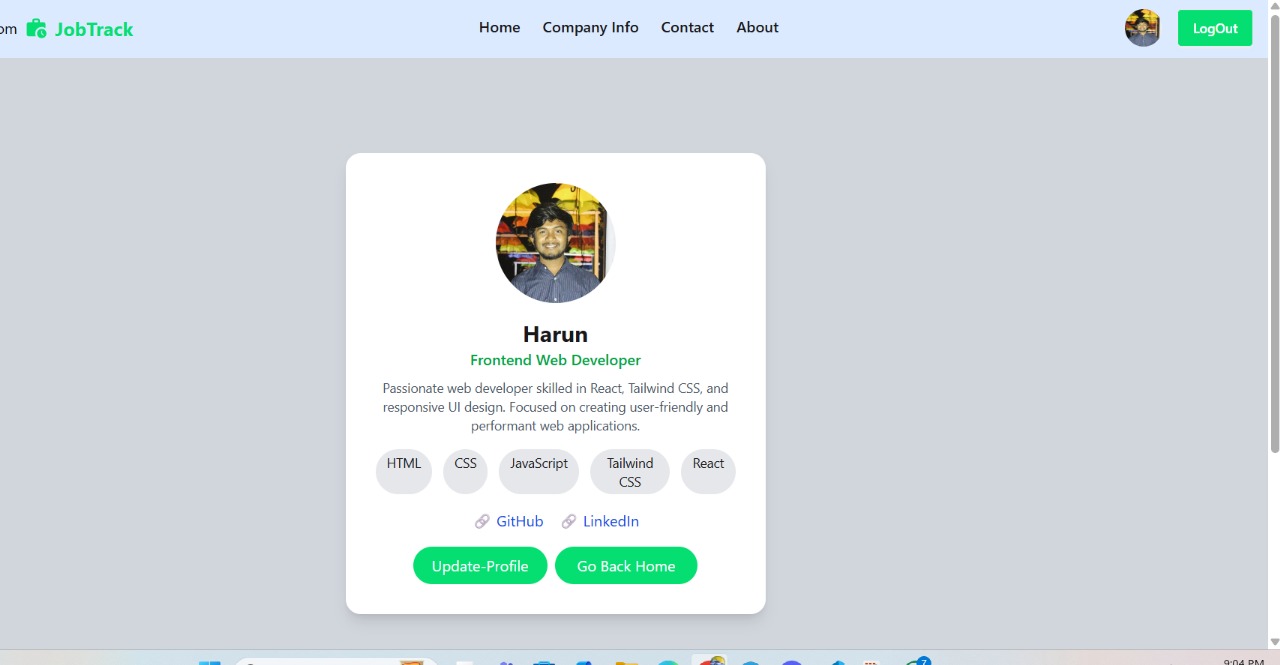 om JobTrack Home Company Info Contact About LogOut
Harun
Frontend Web Developer
Passionate web developer skilled in React, Tailwind CSS, and
responsive UI design. Focused on creating user-friendly and
performant web applications.
HTML CSS JavaScript Tailwind React
CSS
GitHub LinkedIn
Update-Profile Go Back Home
7
9:04 PM